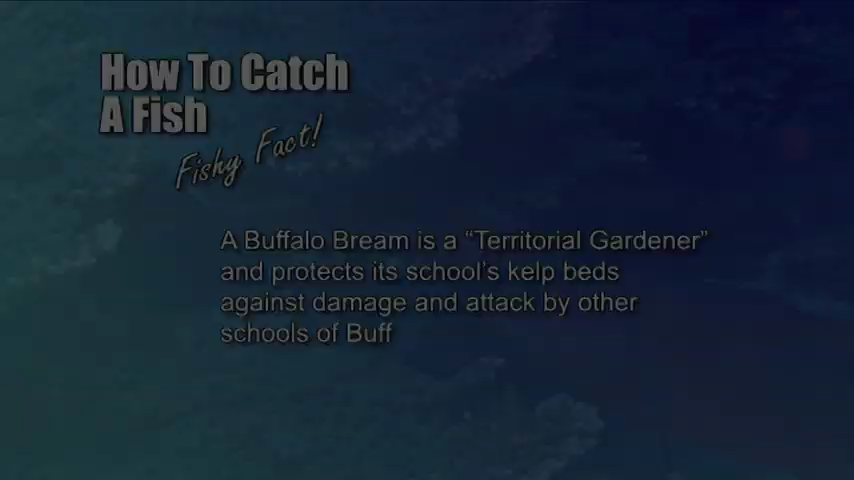 How To Catch
A Fish
Fishy Fact!
A Buffalo Bream is a “Territorial Gardener”
and protects its school’s kelp beds
against damage and attack by other
schools of Buff